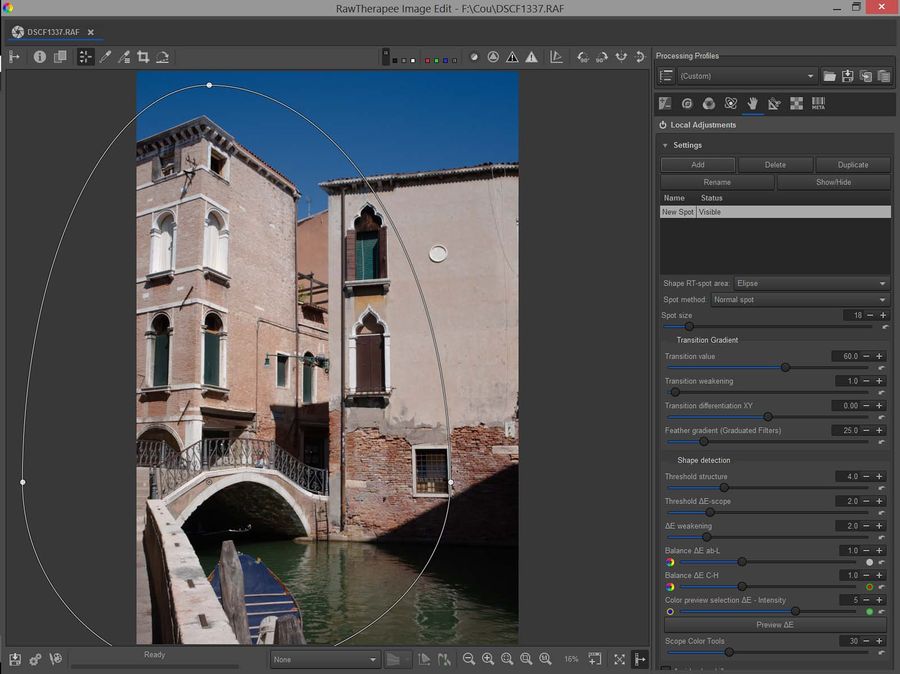 RawTherapee Image Edit - F:\Cou\DSCF1337.RAF
DSCF1337.RAF
Processing Profiles
(Custom)
META
Local Adjustments
Settings
Add Delete Duplicate
Rename Show/Hide
Name Status
New Spot Visible
Shape RT-spot area: Elipse
Spot method: Normal spot
Spot size 18
Transition Gradient
Transition value 60.0
Transition weakening 1.0
Transition differentiation XY 0.00
Feather gradient (Graduated Filters) 25.0
Shape detection
Threshold structure 4.0
Threshold ΔE-scope 2.0
ΔE weakening 2.0
Balance ΔE ab-L 1.0
Balance ΔE C-H 1.0
Color preview selection ΔE - Intensity 5
Preview ΔE
Scope Color Tools 30
Ready
None
16%